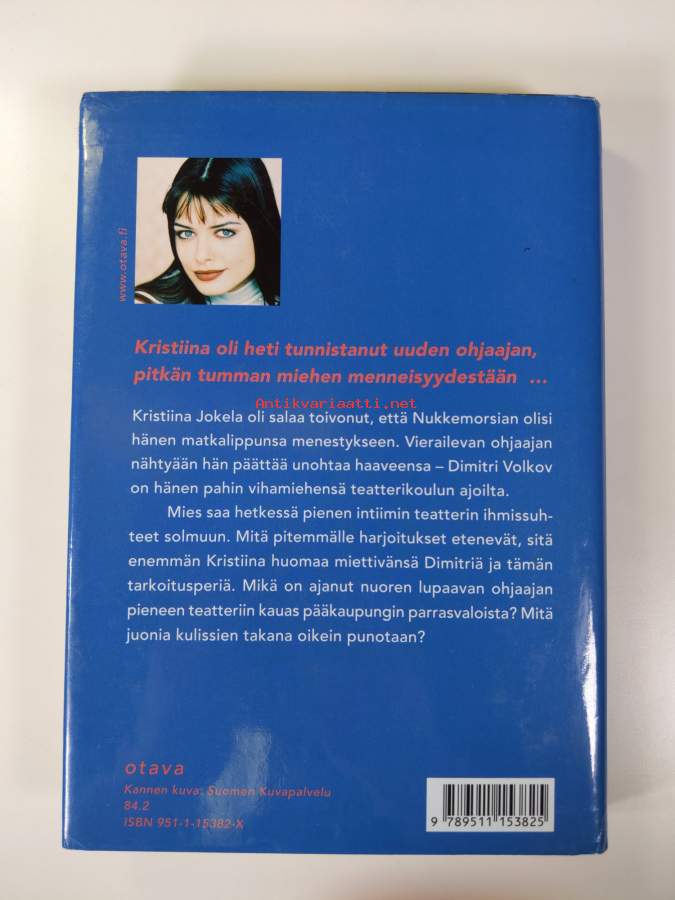 www.otava.fi
Kristiina oli heti tunnistanut uuden ohjaajan,
pitkän tumman miehen menneisyydestään ...
Antikvariaatti.net
Kristiina Jokela oli salaa toivonut, että Nukkemorsian olisi
hänen matkalippunsa menestykseen. Vierailevan ohjaajan
nähtyään hän päättää unohtaa haaveensa – Dimitri Volkov
on hänen pahin vihamiehensä teatterikoulun ajoilta.
Mies saa hetkessä pienen intiimin teatterin ihmissuh-
teet solmuun. Mitä pitemmälle harjoitukset etenevät, sitä
enemmän Kristiina huomaa miettivänsä Dimitriä ja tämän
tarkoitusperiä. Mikä on ajanut nuoren lupaavan ohjaajan
pieneen teatteriin kauas pääkaupungin parrasvaloista? Mitä
juonia kulissien takana oikein punotaan?
otava
Kannen kuva: Suomen Kuvapalvelu
84.2
ISBN 951-1-15382-X
9 789511 153825